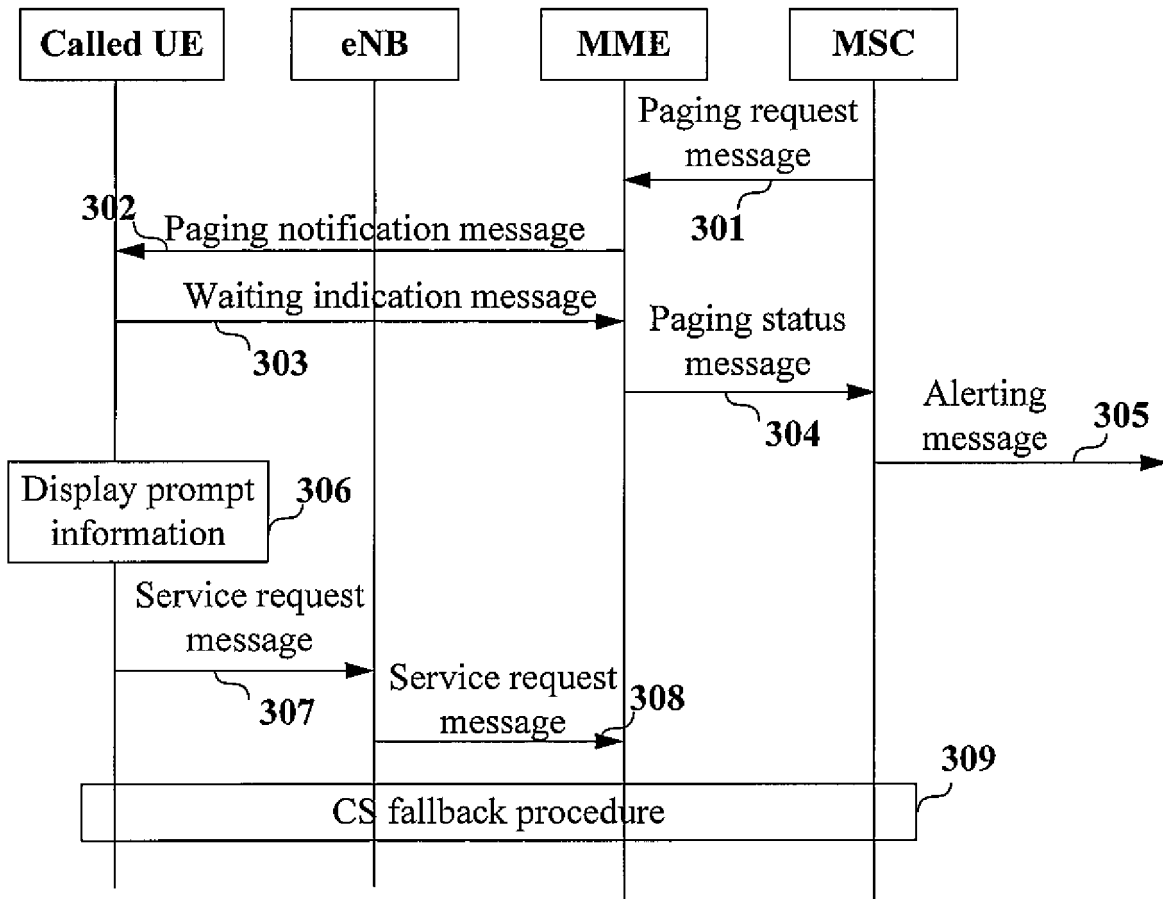 Called UE
eNB
MME
MSC
Paging request
message
301
302
Paging notification message
Waiting indication message
303
Paging status
message
304
Alerting
message
305
Display prompt
information
306
Service request
message
307
Service request
message
308
309
CS fallback procedure